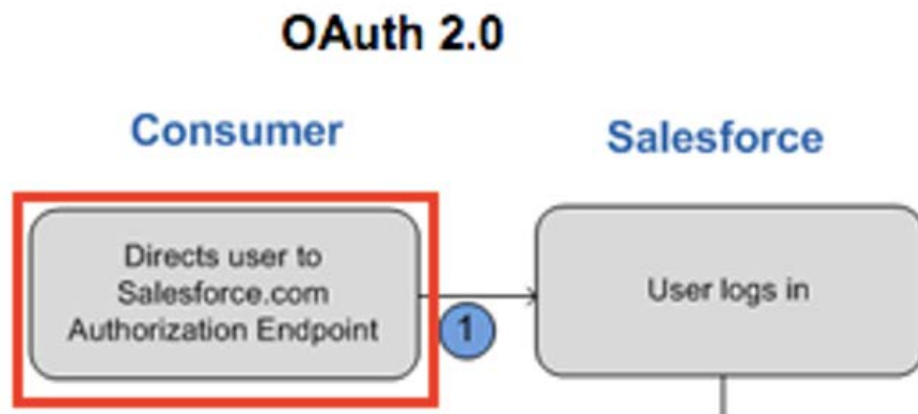 OAuth 2.0
Consumer
Salesforce
Directs user to
Salesforce.com
Authorization Endpoint
1
User logs in